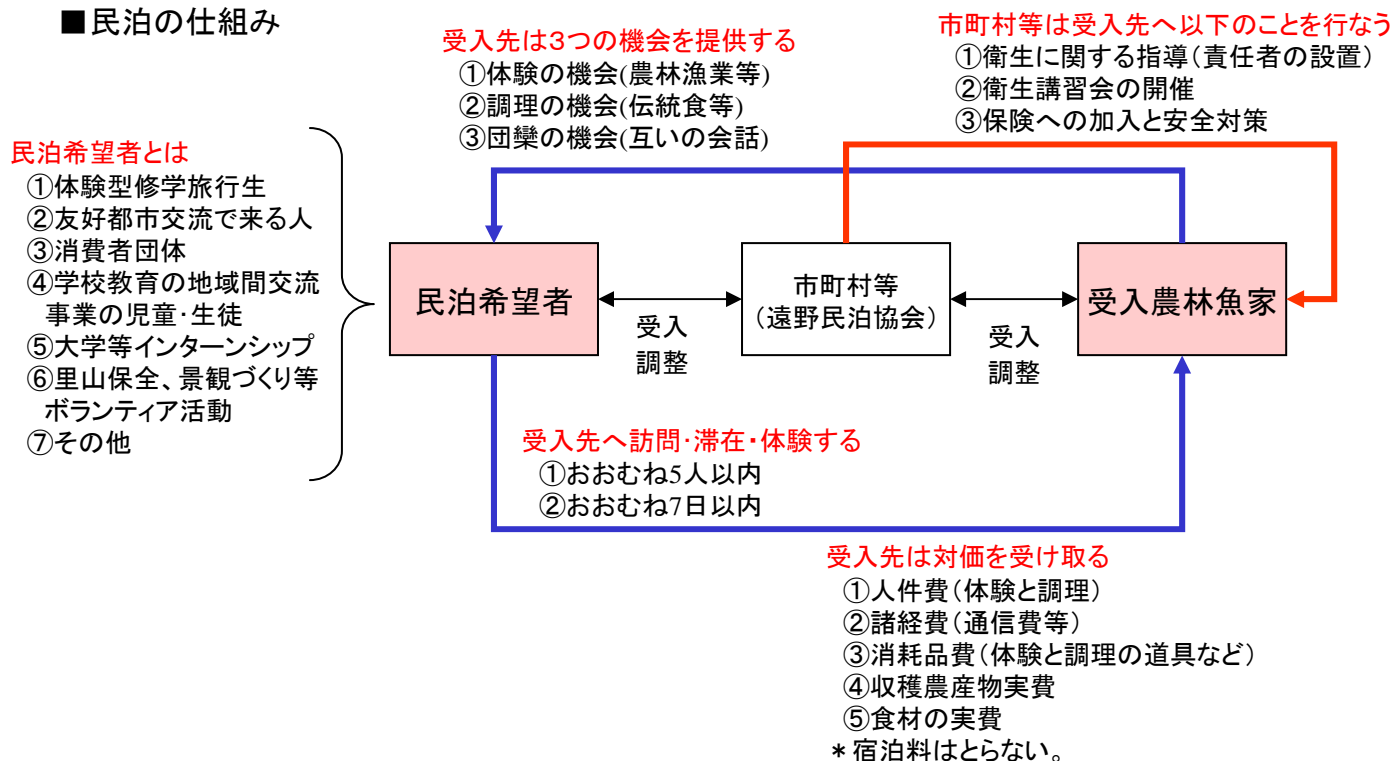 ■民泊の仕組み
受入先は3つの機会を提供する
①体験の機会(農林漁業等)
②調理の機会(伝統食等)
③団欒の機会(互いの会話)
市町村等は受入先へ以下のことを行なう
①衛生に関する指導(責任者の設置)
②衛生講習会の開催
③保険への加入と安全対策
民泊希望者とは
①体験型修学旅行生
②友好都市交流で来る人
③消費者団体
④学校教育の地域間交流
事業の児童・生徒
⑤大学等インターンシップ
⑥里山保全、景観づくり等
ボランティア活動
⑦その他
民泊希望者
受入
調整
市町村等
(遠野民泊協会)
受入
調整
受入農林魚家
受入先へ訪問・滞在・体験する
①おおむね5人以内
②おおむね7日以内
受入先は対価を受け取る
①人件費(体験と調理)
②諸経費(通信費等)
③消耗品費(体験と調理の道具など)
④収穫農産物実費
⑤食材の実費
*宿泊料はとらない。